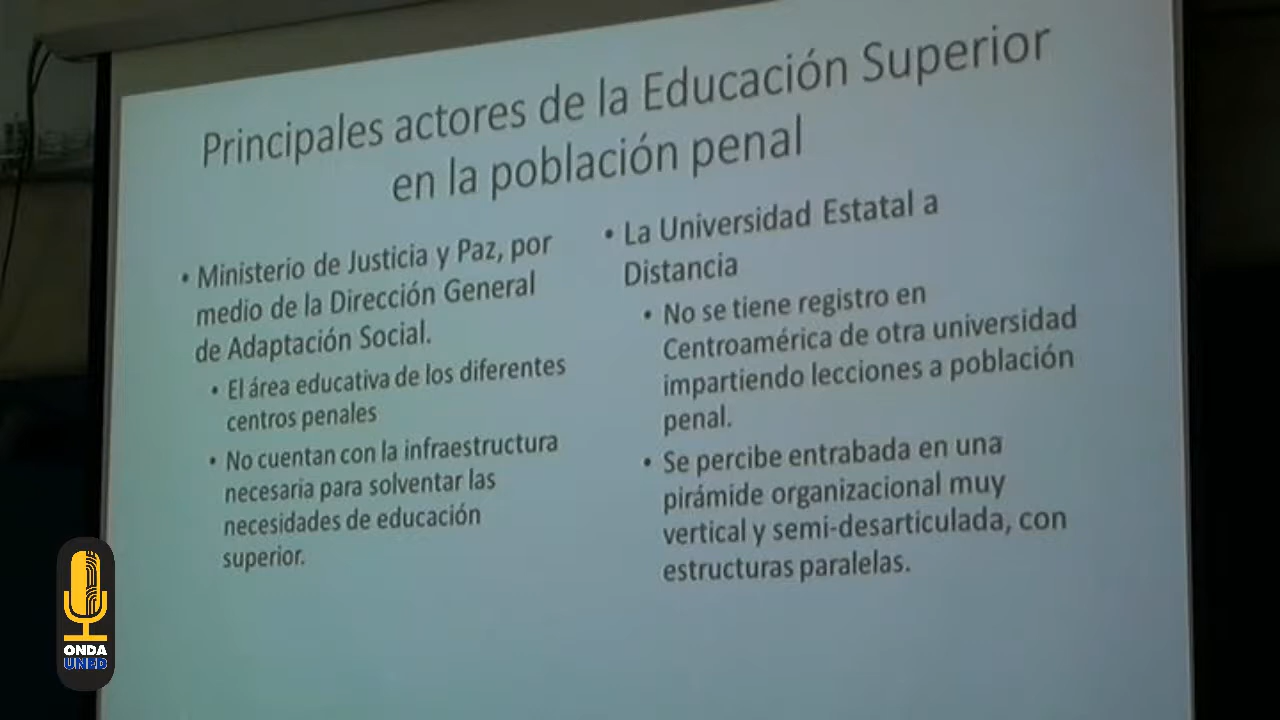 Principales actores de la Educación Superior
en la población penal
• Ministerio de Justicia y Paz, por
medio de la Dirección General
de Adaptación Social.
• El área educativa de los diferentes
centros penales
• No cuentan con la infraestructura
necesaria para solventar las
necesidades de educación
superior.
• La Universidad Estatal a
Distancia
• No se tiene registro en
Centroamérica de otra universidad
impartiendo lecciones a población
penal.
• Se percibe entrabada en una
pirámide organizacional muy
vertical y semi-desarticulada, con
estructuras paralelas.
ONDA
UNED